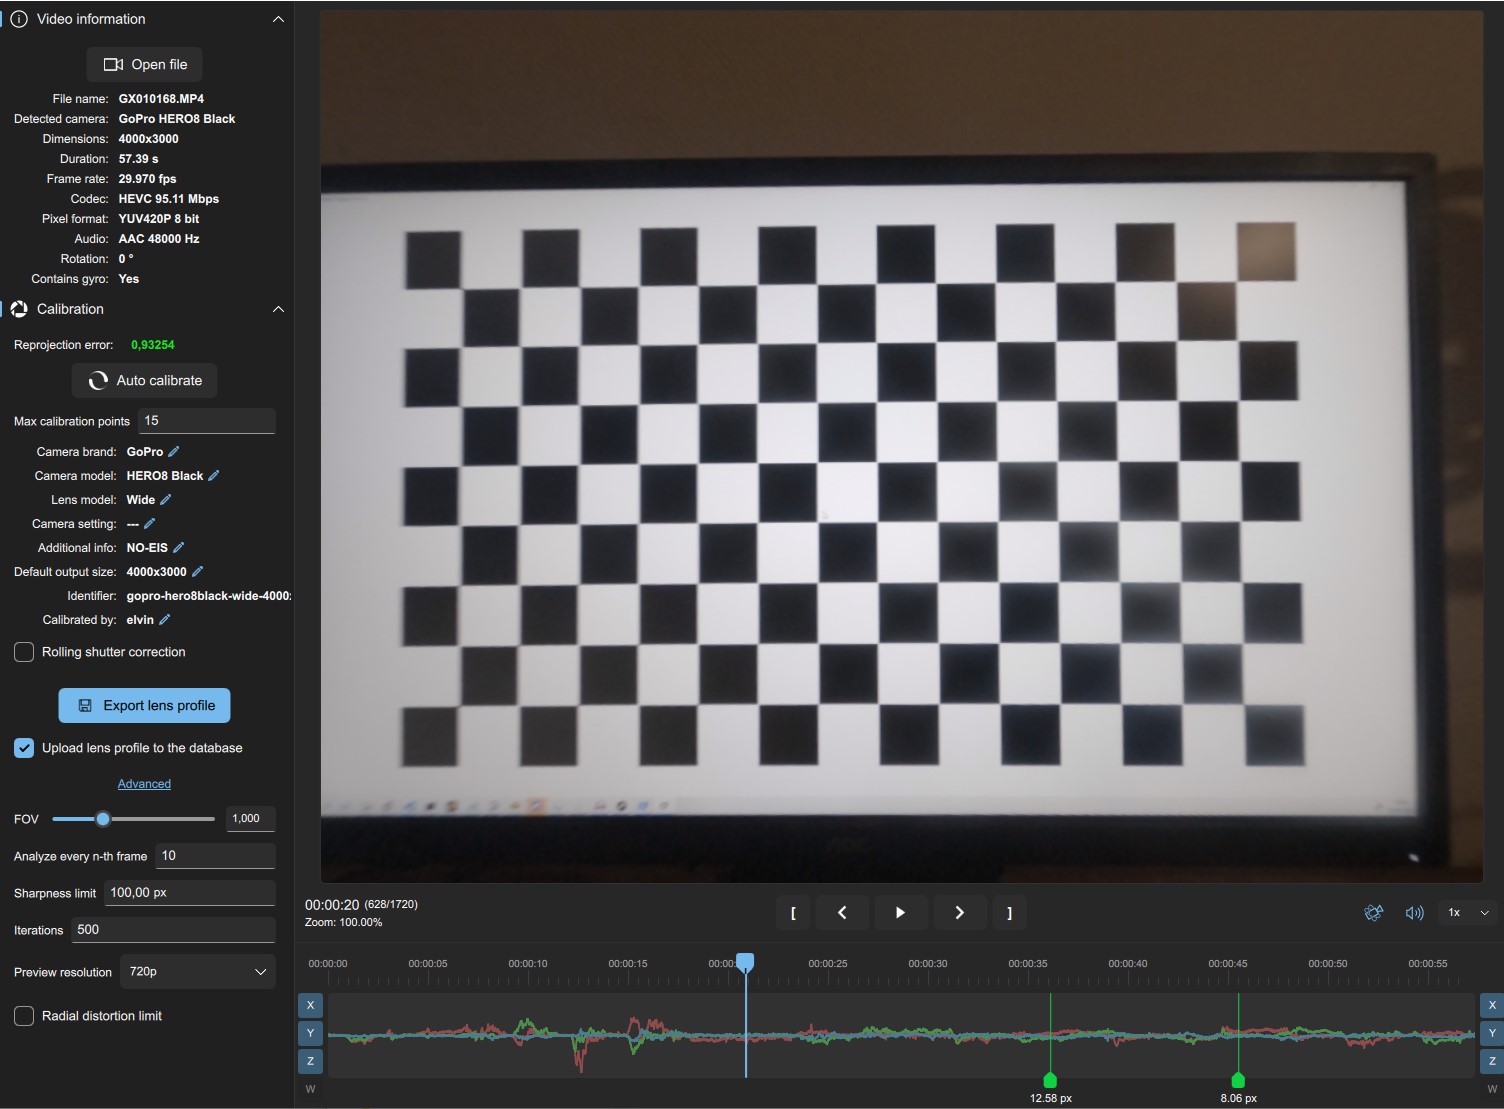 Video information
Open file
File name: GX010168.MP4
Detected camera: GoPro HERO8 Black
Dimensions: 4000x3000
Duration: 57.39 s
Frame rate: 29.970 fps
Codec: HEVC 95.11 Mbps
Pixel format: YUV420P 8 bit
Audio: AAC 48000 Hz
Rotation: 0 °
Contains gyro: Yes
Calibration
Reprojection error: 0,93254
Auto calibrate
Max calibration points 15
Camera brand: GoPro
Camera model: HERO8 Black
Lens model: Wide
Camera setting: ---
Additional info: NO-EIS
Default output size: 4000x3000
Identifier: gopro-hero8black-wide-4000
Calibrated by: elvin
Rolling shutter correction
Export lens profile
Upload lens profile to the database
Advanced
FOV 1,000
Analyze every n-th frame 10
Sharpness limit 100,00 px
Iterations 500
Preview resolution 720p
Radial distortion limit
00:00:20 (628/1720)
Zoom: 100.00%
[ ]
1x
00:00:00 00:00:05 00:00:10 00:00:15 00:00: 00:00:25 00:00:30 00:00:35 00:00:40 00:00:45 00:00:50 00:00:55
X X
Y Y
Z Z
W W
12.58 px 8.06 px